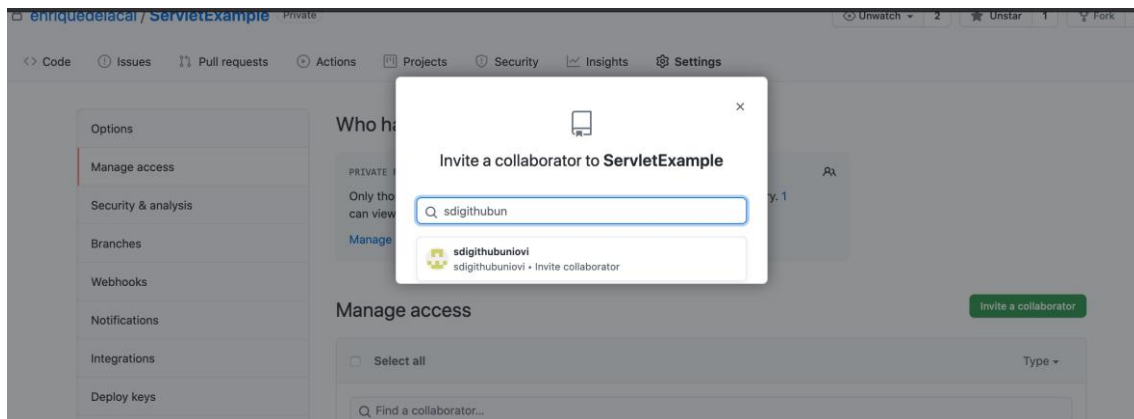 enriquedelacal / ServletExample Private
Unwatch 2 Unstar 1 Fork
<> Code Issues Pull requests Actions Projects Security Insights Settings
Options
Manage access
Security & analysis
Branches
Webhooks
Notifications
Integrations
Deploy keys
Who ha
PRIVATE
Only tho
can view
Manage
ry. 1
Invite a collaborator to ServletExample
sdigithubun
sdigithubuniovi
sdigithubuniovi • Invite collaborator
Manage access
Invite a collaborator
Select all
Type
Find a collaborator...